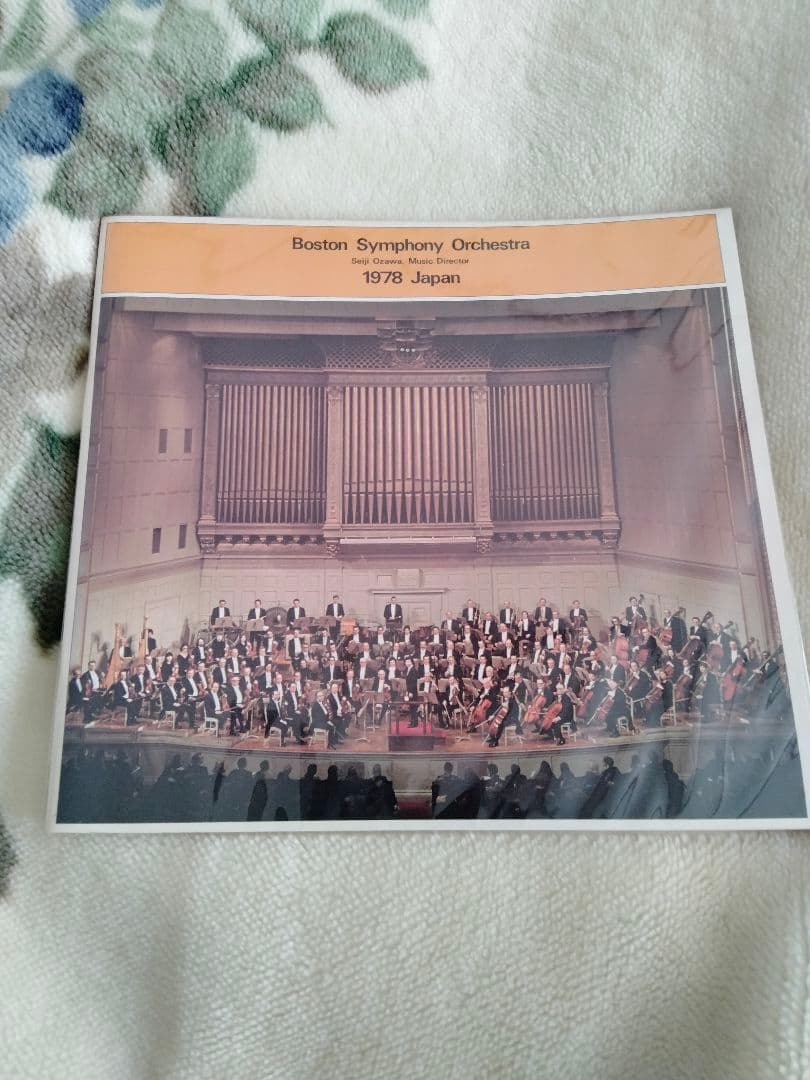 Boston Symphony Orchestra
Seiji Ozawa, Music Director
1978 Japan